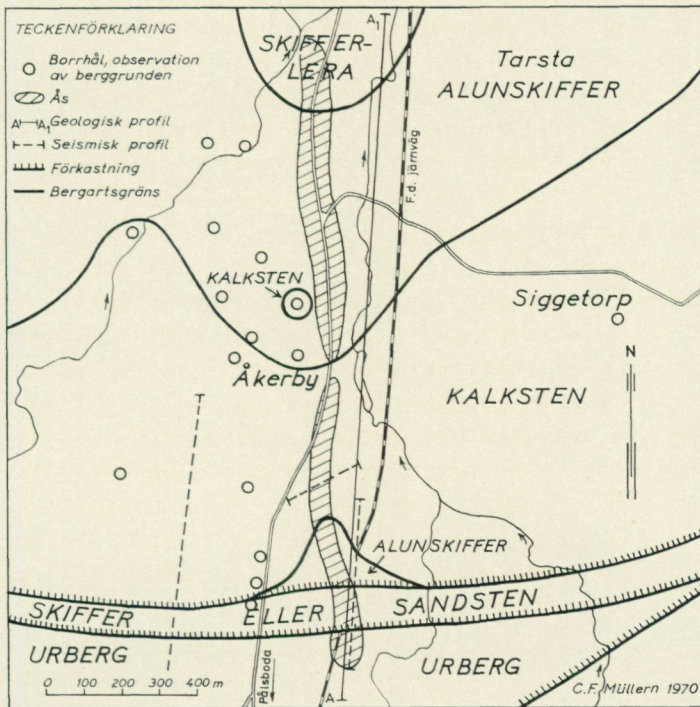 TECKENFÖRKLARING
Borrhål, observation
av berggrunden
Ås
A A₁ Geologisk profil
Seismisk profil
Förkastning
Bergartsgräns
SKIFFER-
LERA
A₁
Tarsta
ALUNSKIFFER
F.d. järnväg
KALKSTEN
Siggetorp
Åkerby
KALKSTEN
N
ALUNSKIFFER
SKIFFER ELLER SANDSTEN
URBERG
URBERG
Pålsboda
A
0 100 200 300 400 m
C.F. Müllern 1970